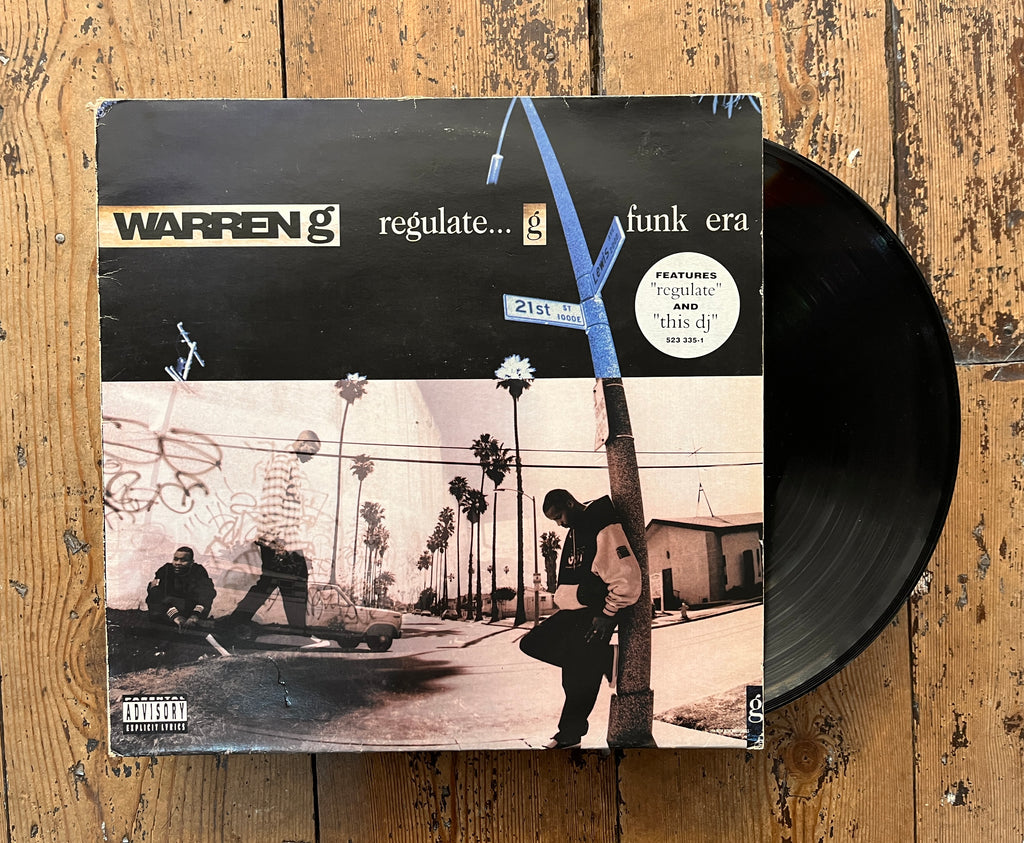 WARREN g
regulate... g funk era
LEWIS
21st ST
1000E
FEATURES
"regulate"
AND
"this dj"
523 335-1
PARENTAL
ADVISORY
EXPLICIT LYRICS
g